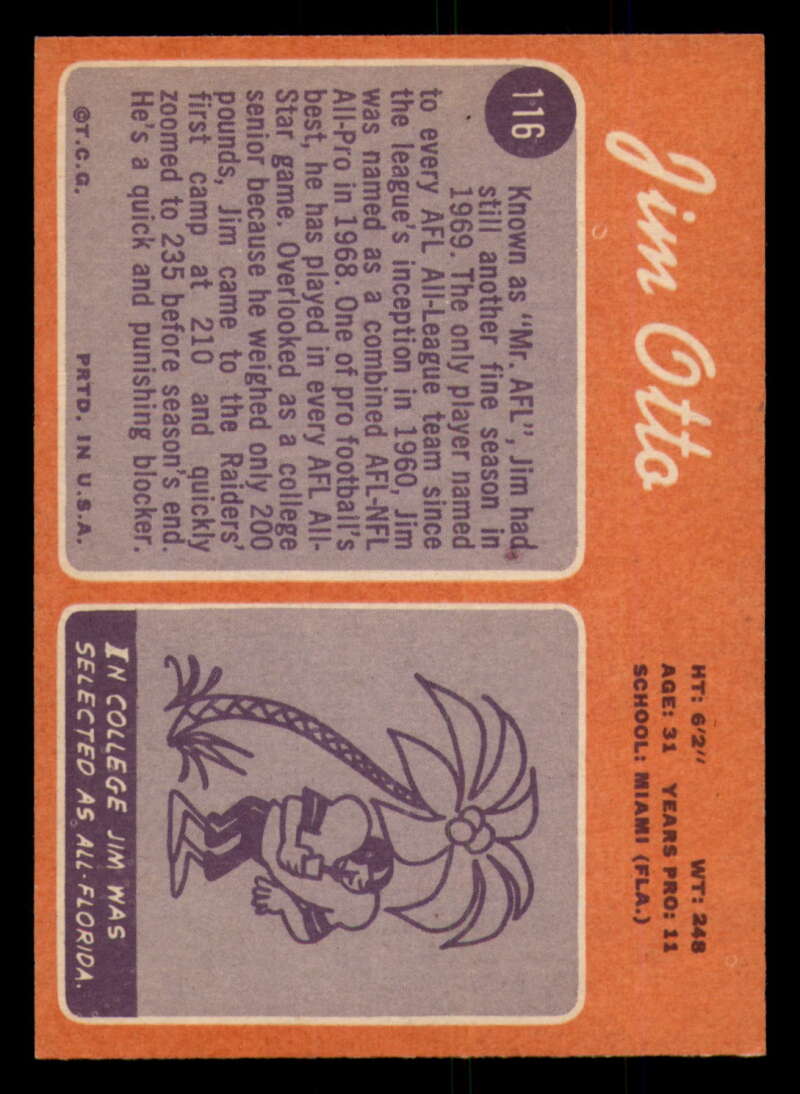 Jim Otto
HT: 6'2" WT: 248
AGE: 31 YEARS PRO: 11
SCHOOL: MIAMI (FLA.)
116
Known as "Mr. AFL", Jim had
still another fine season in
1969. The only player named
to every AFL All-League team since
the league's inception in 1960, Jim
was named as a combined AFL-NFL
All-Pro in 1968. One of pro football's
best, he has played in every AFL All-
Star game. Overlooked as a college
senior because he weighed only 200
pounds, Jim came to the Raiders'
first camp at 210 and quickly
zoomed to 235 before season's end.
He's a quick and punishing blocker.
©T.C.G. PRTD. IN U.S.A.
IN COLLEGE JIM WAS
SELECTED AS ALL-FLORIDA.